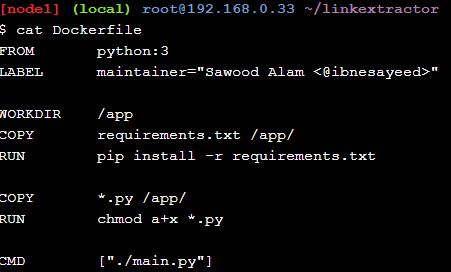 [node1] (local) root@192.168.0.33 ~/linkextractor
$ cat Dockerfile
FROM python:3
LABEL maintainer="Sawood Alam <@ibnesayeed>"
WORKDIR /app
COPY requirements.txt /app/
RUN pip install -r requirements.txt
COPY *.py /app/
RUN chmod a+x *.py
CMD ["./main.py"]